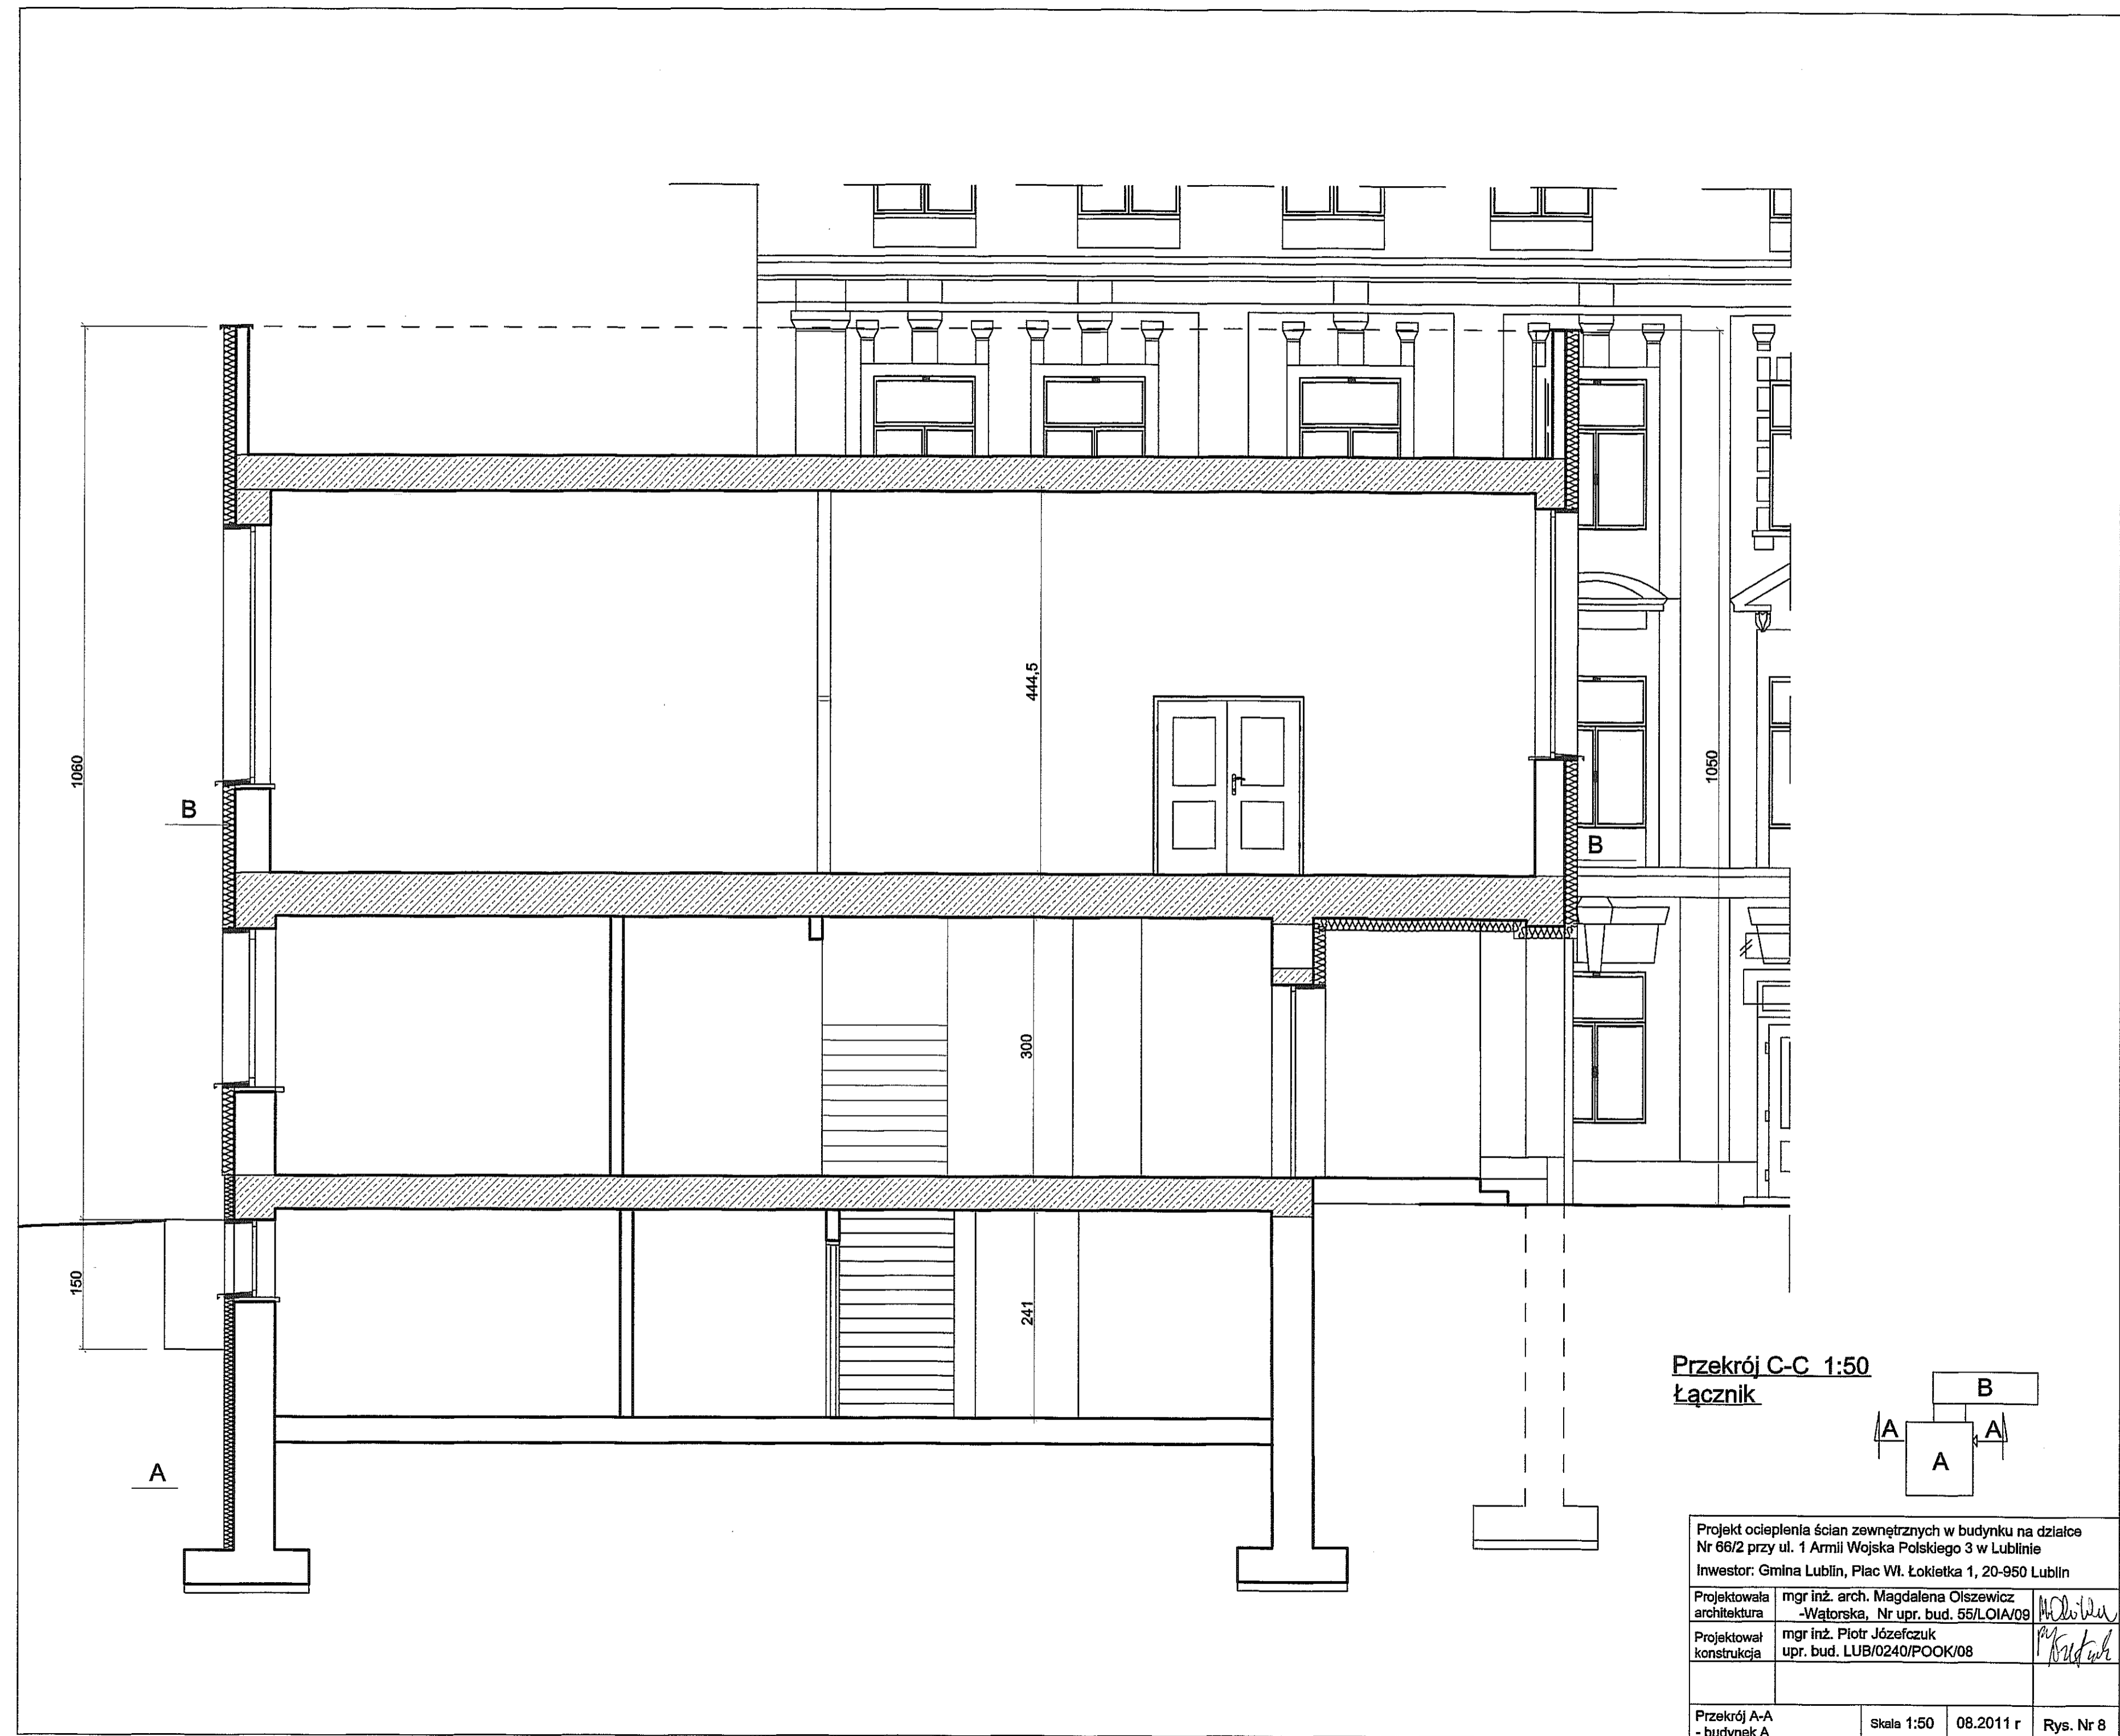 1060
B
444,5
1050
B
300
150
241
A
Przekrój C-C 1:50
Łącznik
B
A
A
A
Projekt ocieplenia ścian zewnętrznych w budynku na działce
Nr 66/2 przy ul. 1 Armii Wojska Polskiego 3 w Lublinie
Inwestor: Gmina Lublin, Plac Wł. Łokietka 1, 20-950 Lublin
Projektowała architektura
mgr inż. arch. Magdalena Olszewicz
-Wątorska, Nr upr. bud. 55/LOIA/09
Projektował konstrukcja
mgr inż. Piotr Józefczuk
upr. bud. LUB/0240/POOK/08
Przekrój A-A
- budynek A
Skala 1:50
08.2011 r
Rys. Nr 8